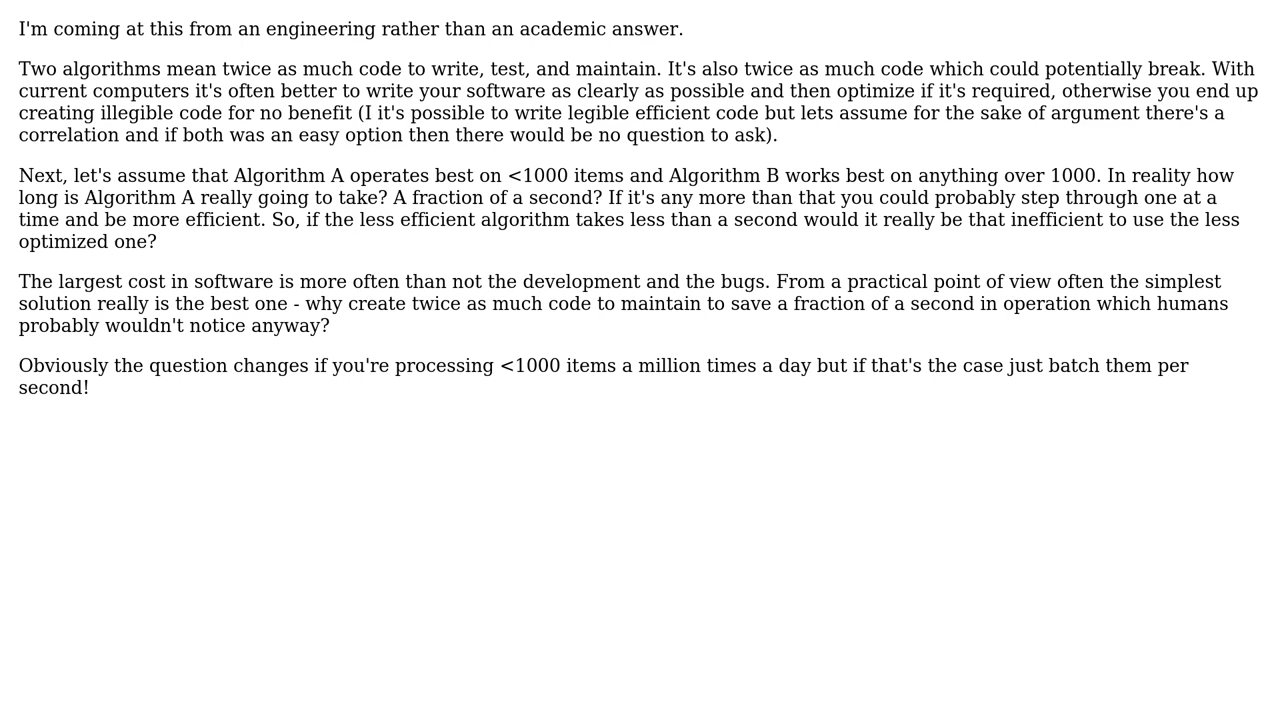 I'm coming at this from an engineering rather than an academic answer.
Two algorithms mean twice as much code to write, test, and maintain. It's also twice as much code which could potentially break. With
current computers it's often better to write your software as clearly as possible and then optimize if it's required, otherwise you end up
creating illegible code for no benefit (I it's possible to write legible efficient code but lets assume for the sake of argument there's a
correlation and if both was an easy option then there would be no question to ask).
Next, let's assume that Algorithm A operates best on <1000 items and Algorithm B works best on anything over 1000. In reality how
long is Algorithm A really going to take? A fraction of a second? If it's any more than that you could probably step through one at a
time and be more efficient. So, if the less efficient algorithm takes less than a second would it really be that inefficient to use the less
optimized one?
The largest cost in software is more often than not the development and the bugs. From a practical point of view often the simplest
solution really is the best one - why create twice as much code to maintain to save a fraction of a second in operation which humans
probably wouldn't notice anyway?
Obviously the question changes if you're processing <1000 items a million times a day but if that's the case just batch them per
second!